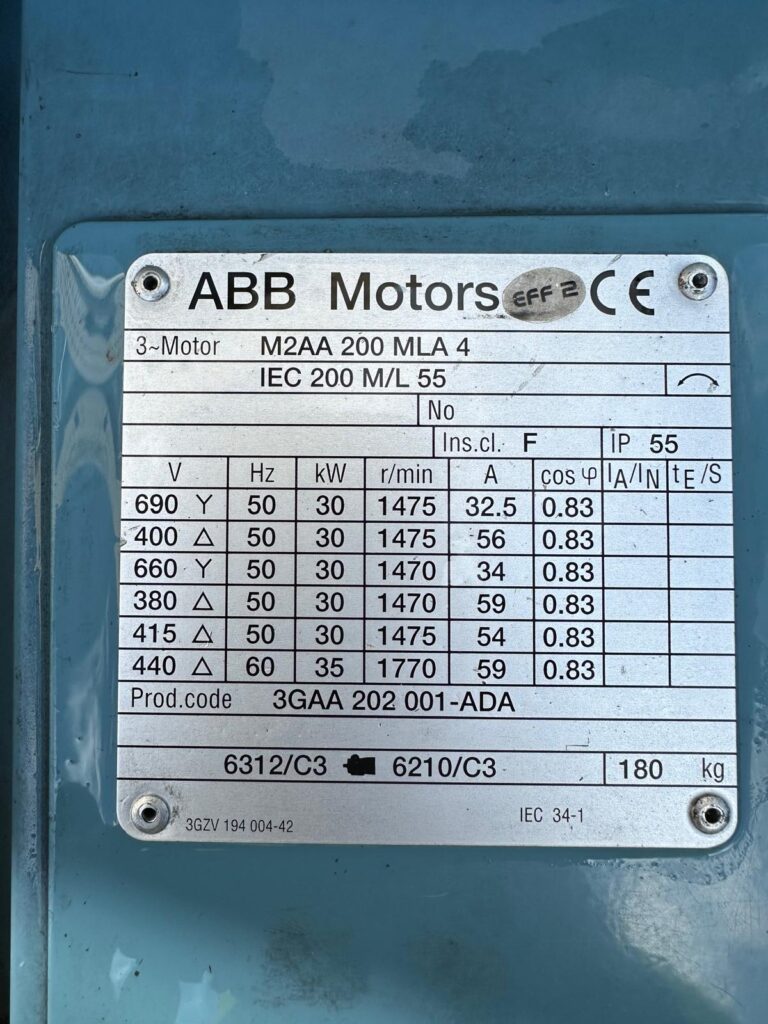 ABB Motors EFF 2 CE
3~Motor M2AA 200 MLA 4
IEC 200 M/L 55
No
Ins.cl. F IP 55
V Hz kW r/min A cos φ IA/IN tE/S
690 Y 50 30 1475 32.5 0.83
400 △ 50 30 1475 56 0.83
660 Y 50 30 1470 34 0.83
380 △ 50 30 1470 59 0.83
415 △ 50 30 1475 54 0.83
440 △ 60 35 1770 59 0.83
Prod.code 3GAA 202 001-ADA
6312/C3 6210/C3 180 kg
3GZV 194 004-42 IEC 34-1